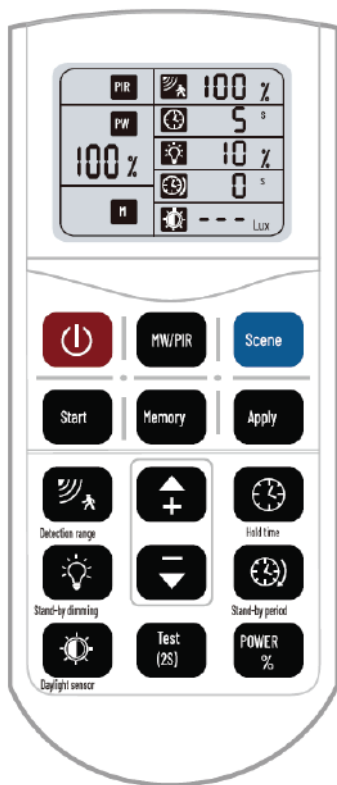 PIR 100 %
PW 5 s
100 % 10 %
0 s
M --- Lux
MW/PIR Scene
Start Memory Apply
+
Detection range Hold time
−
Stand-by dimming Stand-by period
Test POWER
(2S) %
Daylight sensor